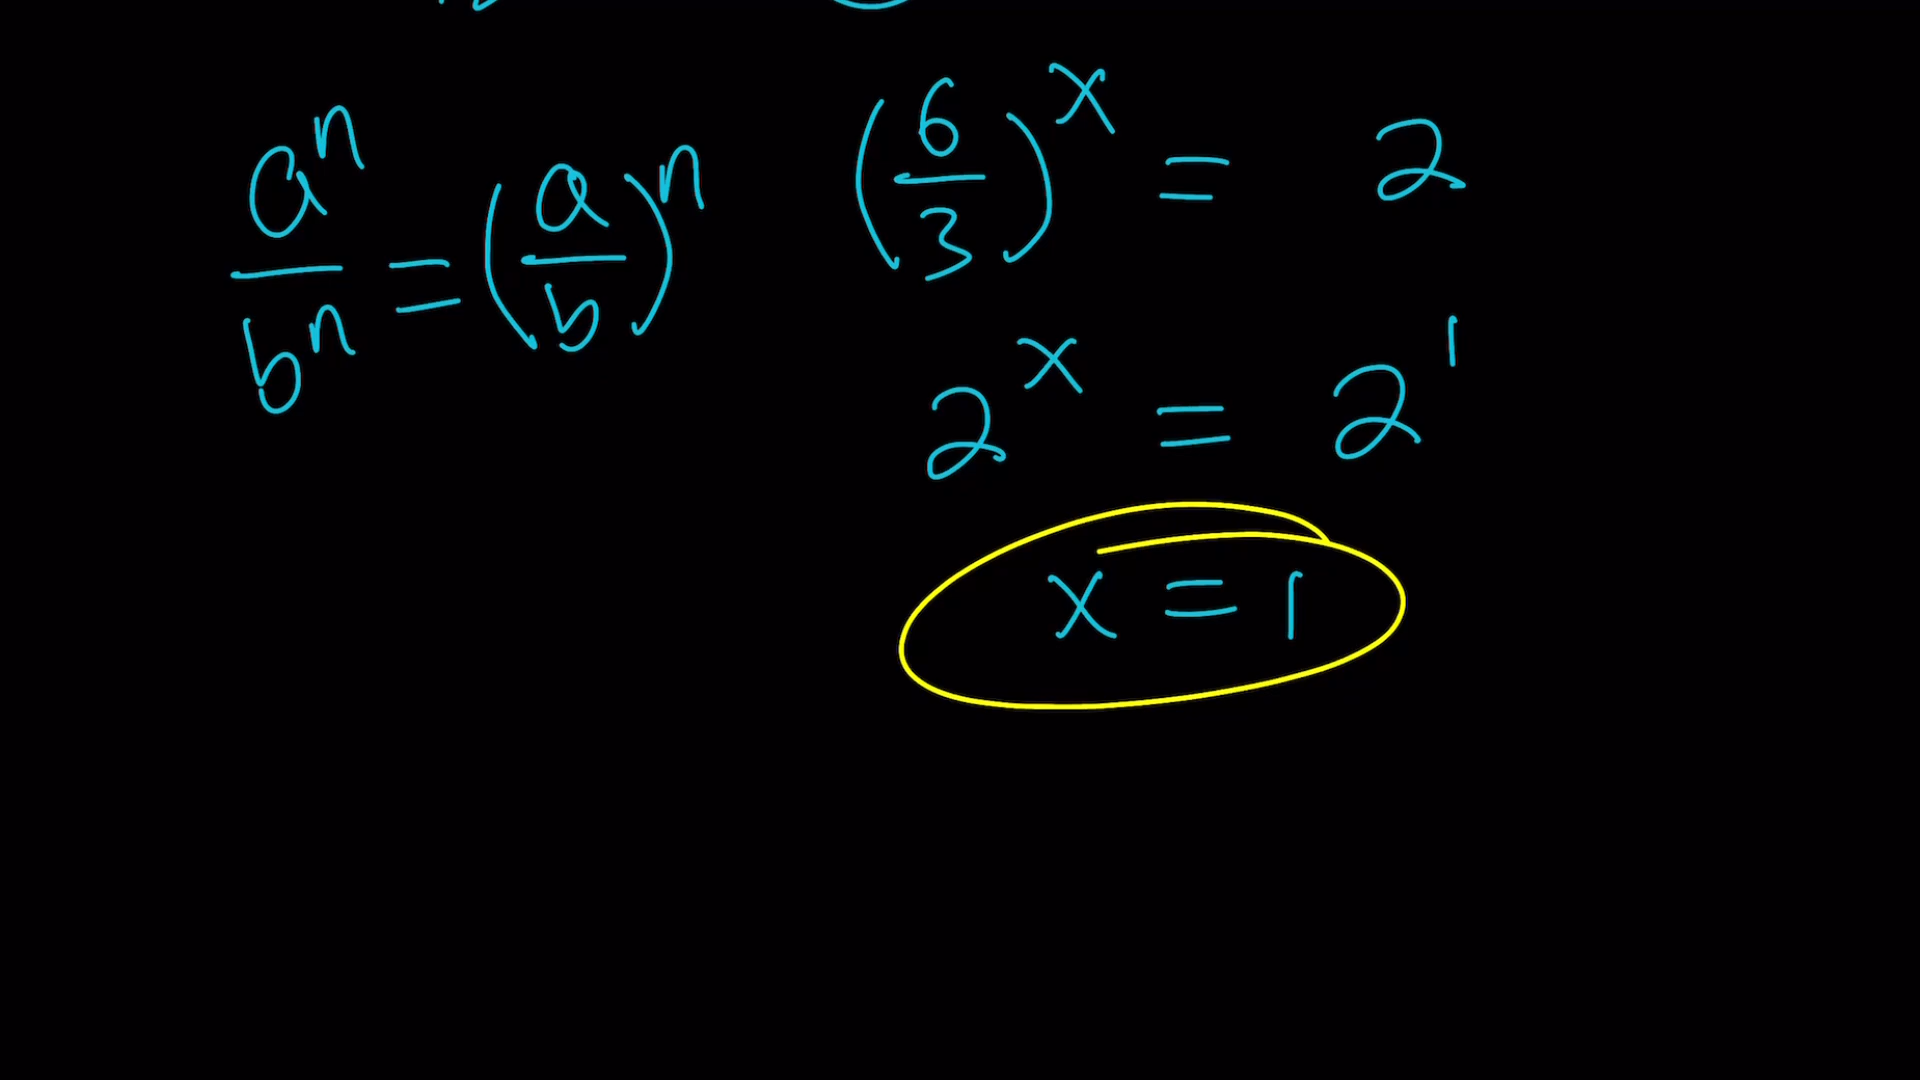 a^n/b^n = (a/b)^n
(6/3)^x = 2
2^x = 2^1
x = 1